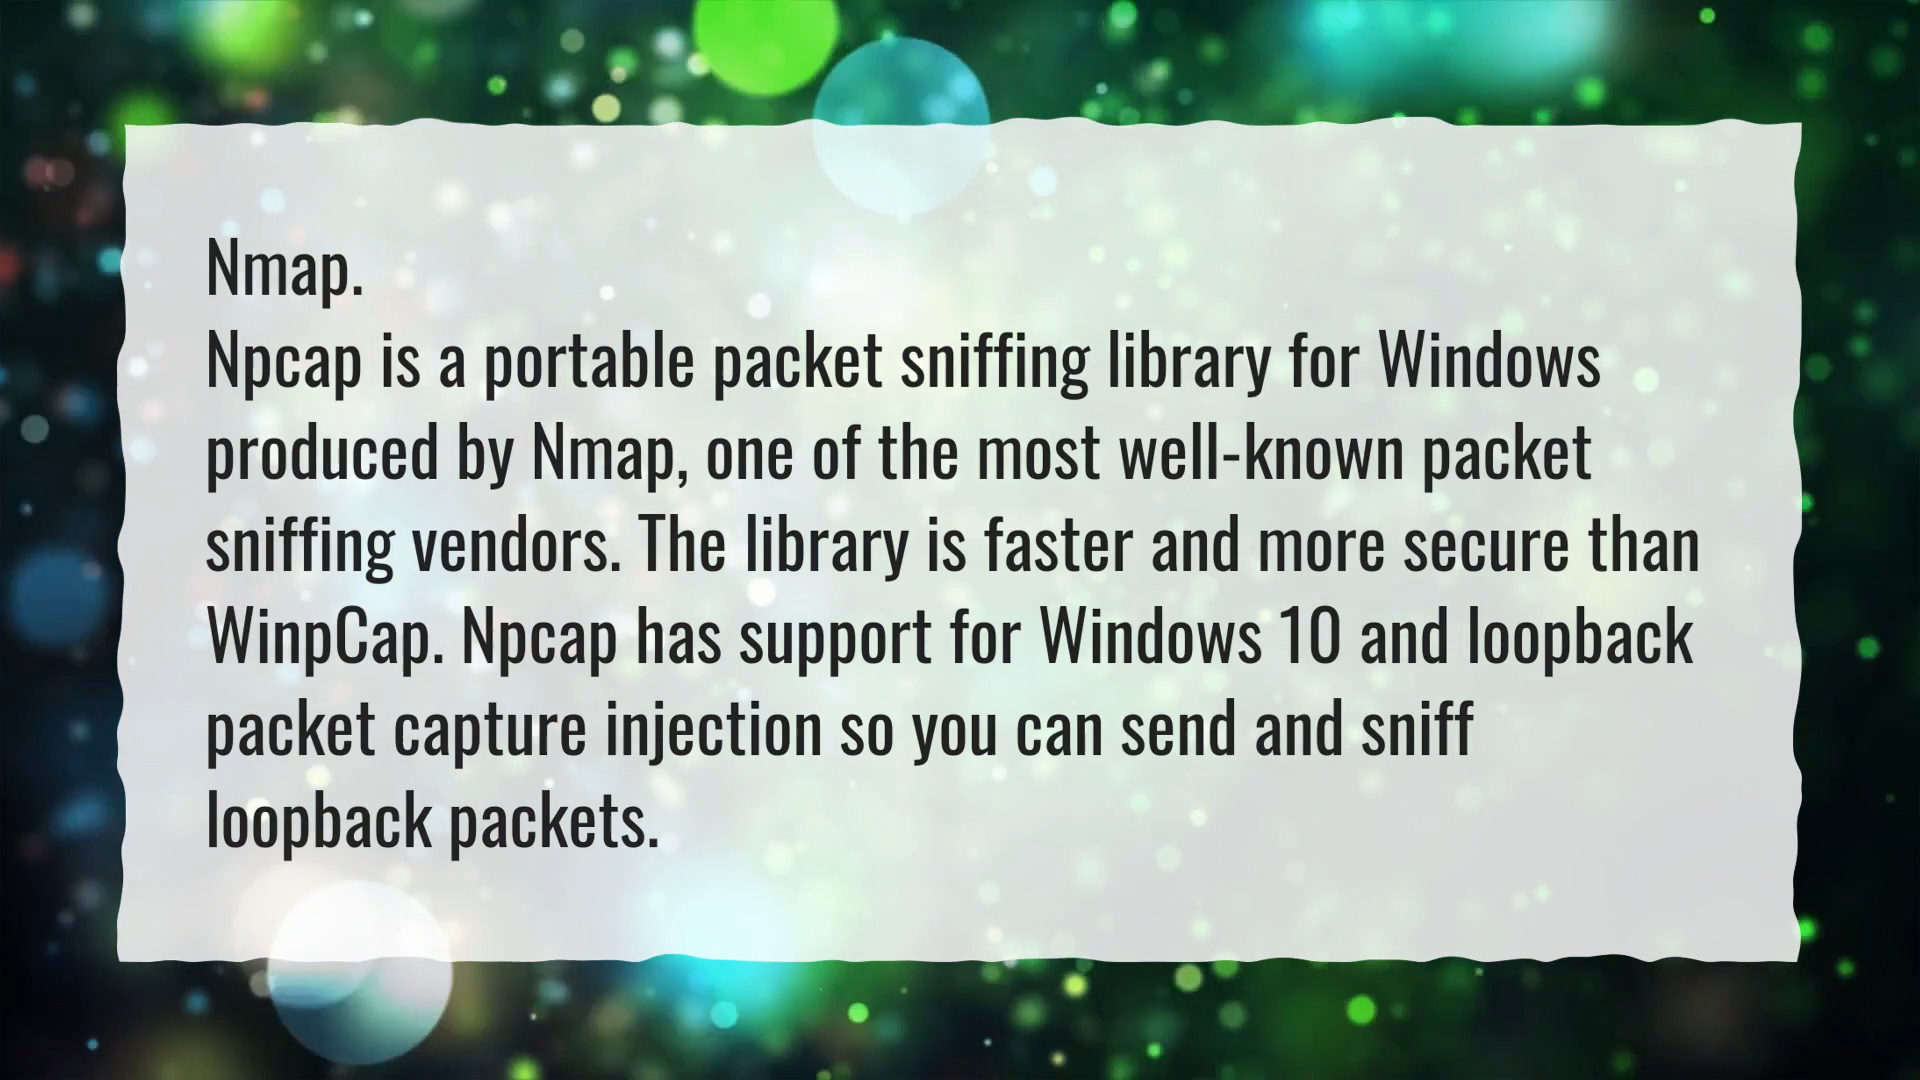 Nmap.
Npcap is a portable packet sniffing library for Windows
produced by Nmap, one of the most well-known packet
sniffing vendors. The library is faster and more secure than
WinpCap. Npcap has support for Windows 10 and loopback
packet capture injection so you can send and sniff
loopback packets.